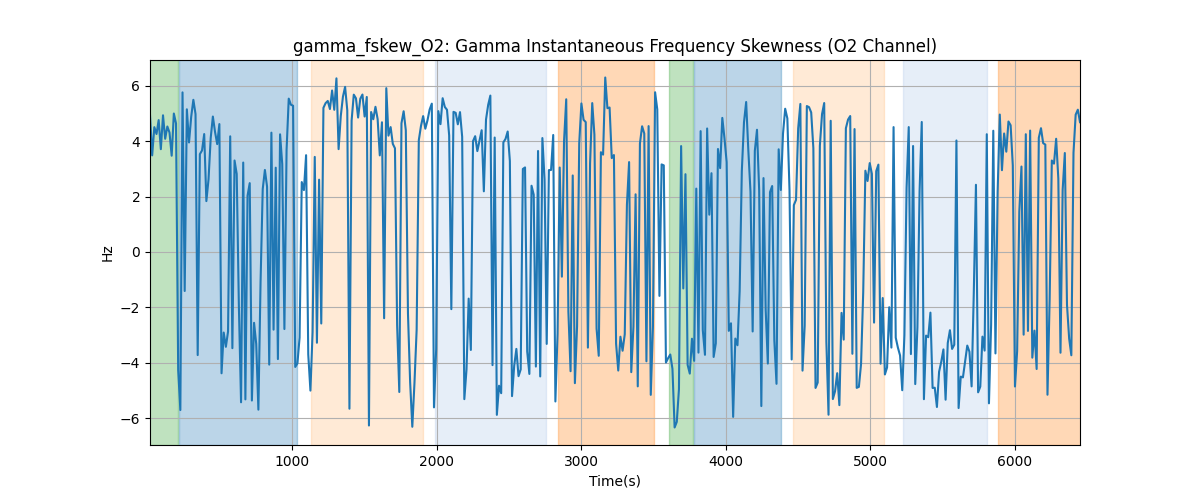 gamma_fskew_O2: Gamma Instantaneous Frequency Skewness (O2 Channel)
6
4
2
0
−2
−4
−6
Hz
1000 2000 3000 4000 5000 6000
Time(s)